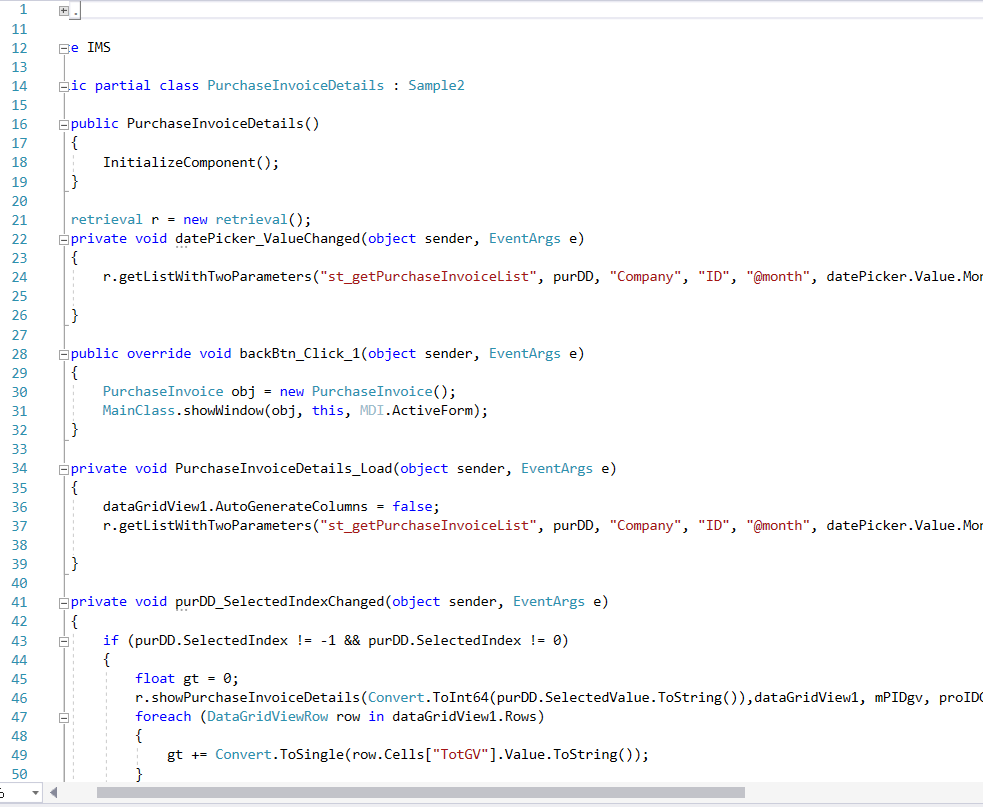 1 .
11
12 e IMS
13
14 ic partial class PurchaseInvoiceDetails : Sample2
15
16 public PurchaseInvoiceDetails()
17 {
18 InitializeComponent();
19 }
20
21 retrieval r = new retrieval();
22 private void datePicker_ValueChanged(object sender, EventArgs e)
23 {
24 r.getListWithTwoParameters("st_getPurchaseInvoiceList", purDD, "Company", "ID", "@month", datePicker.Value.Mon
25
26 }
27
28 public override void backBtn_Click_1(object sender, EventArgs e)
29 {
30 PurchaseInvoice obj = new PurchaseInvoice();
31 MainClass.showWindow(obj, this, MDI.ActiveForm);
32 }
33
34 private void PurchaseInvoiceDetails_Load(object sender, EventArgs e)
35 {
36 dataGridView1.AutoGenerateColumns = false;
37 r.getListWithTwoParameters("st_getPurchaseInvoiceList", purDD, "Company", "ID", "@month", datePicker.Value.Mon
38
39 }
40
41 private void purDD_SelectedIndexChanged(object sender, EventArgs e)
42 {
43 if (purDD.SelectedIndex != -1 && purDD.SelectedIndex != 0)
44 {
45 float gt = 0;
46 r.showPurchaseInvoiceDetails(Convert.ToInt64(purDD.SelectedValue.ToString()),dataGridView1, mPIDgv, proID
47 foreach (DataGridViewRow row in dataGridView1.Rows)
48 {
49 gt += Convert.ToSingle(row.Cells["TotGV"].Value.ToString());
50 }